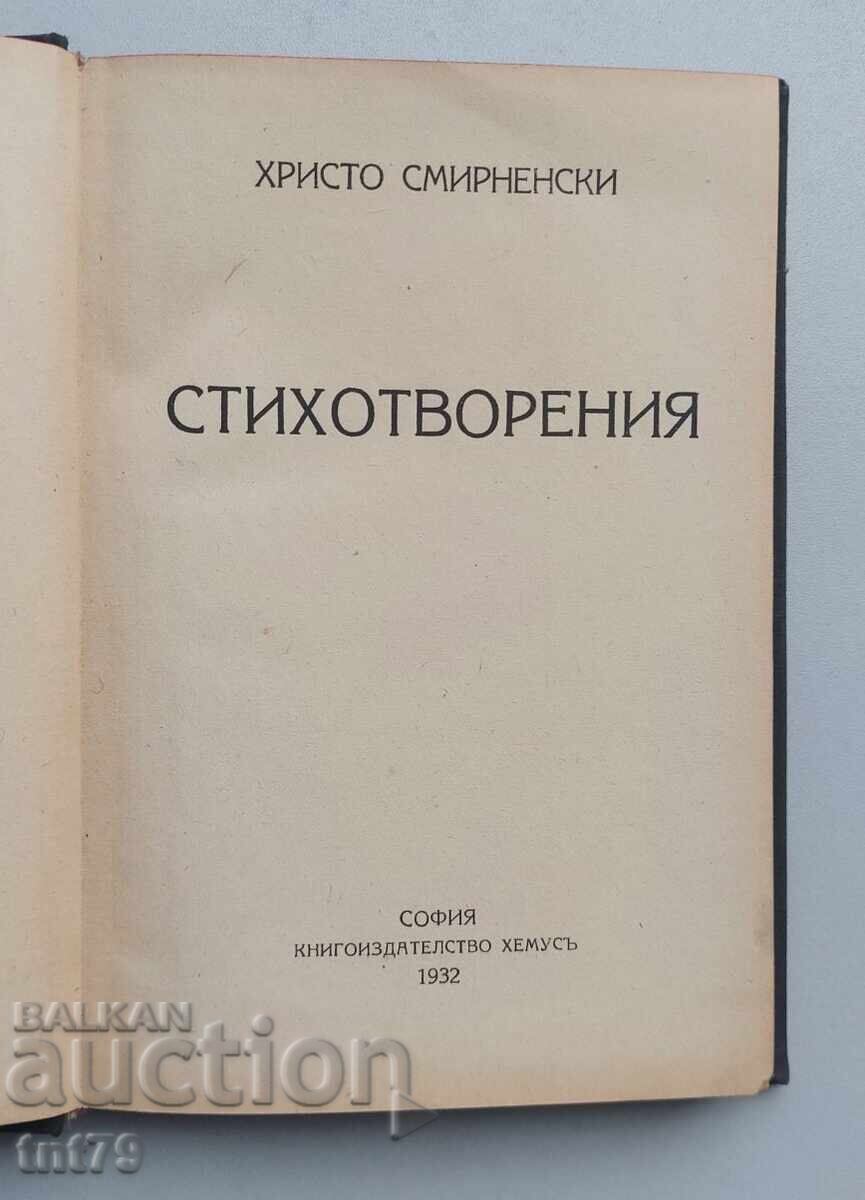 ХРИСТО СМИРНЕНСКИ
СТИХОТВОРЕНИЯ
СОФИЯ
КНИГОИЗДАТЕЛСТВО ХЕМУСЪ
1932
BALKAN
auction
tnt79